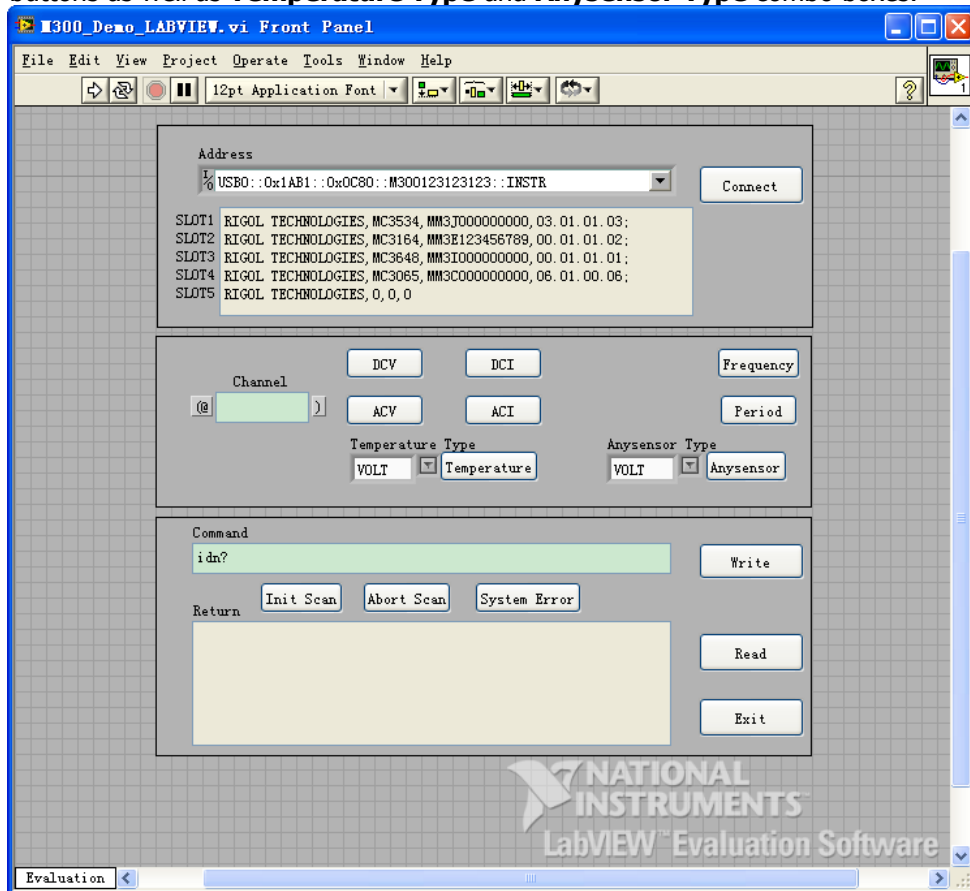 buttons as well as Temperature Type and Anysensor Type combo boxes.
M300_Demo_LABVIEW.vi Front Panel
File Edit View Project Operate Tools Window Help
12pt Application Font
1
Address
USB0::0x1AB1::0x0C80::M300123123123::INSTR
Connect
SLOT1 RIGOL TECHNOLOGIES,MC3534,MM3J000000000,03.01.01.03;
SLOT2 RIGOL TECHNOLOGIES,MC3164,MM3E123456789,00.01.01.02;
SLOT3 RIGOL TECHNOLOGIES,MC3648,MM3I000000000,00.01.01.01;
SLOT4 RIGOL TECHNOLOGIES,MC3065,MM3C000000000,06.01.00.06;
SLOT5 RIGOL TECHNOLOGIES,0,0,0
DCV DCI Frequency
Channel
(@ )
ACV ACI Period
Temperature Type Anysensor Type
VOLT Temperature VOLT Anysensor
Command
idn?
Write
Init Scan Abort Scan System Error
Return
Read
Exit
NATIONAL
INSTRUMENTS
LabVIEW™ Evaluation Software
Evaluation